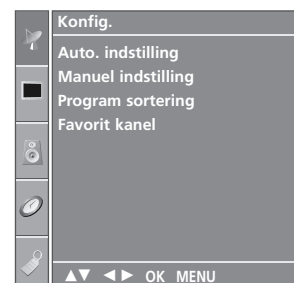 Konfig.
Auto. indstilling
Manuel indstilling
Program sortering
Favorit kanel
▲▼ ◄► OK MENU